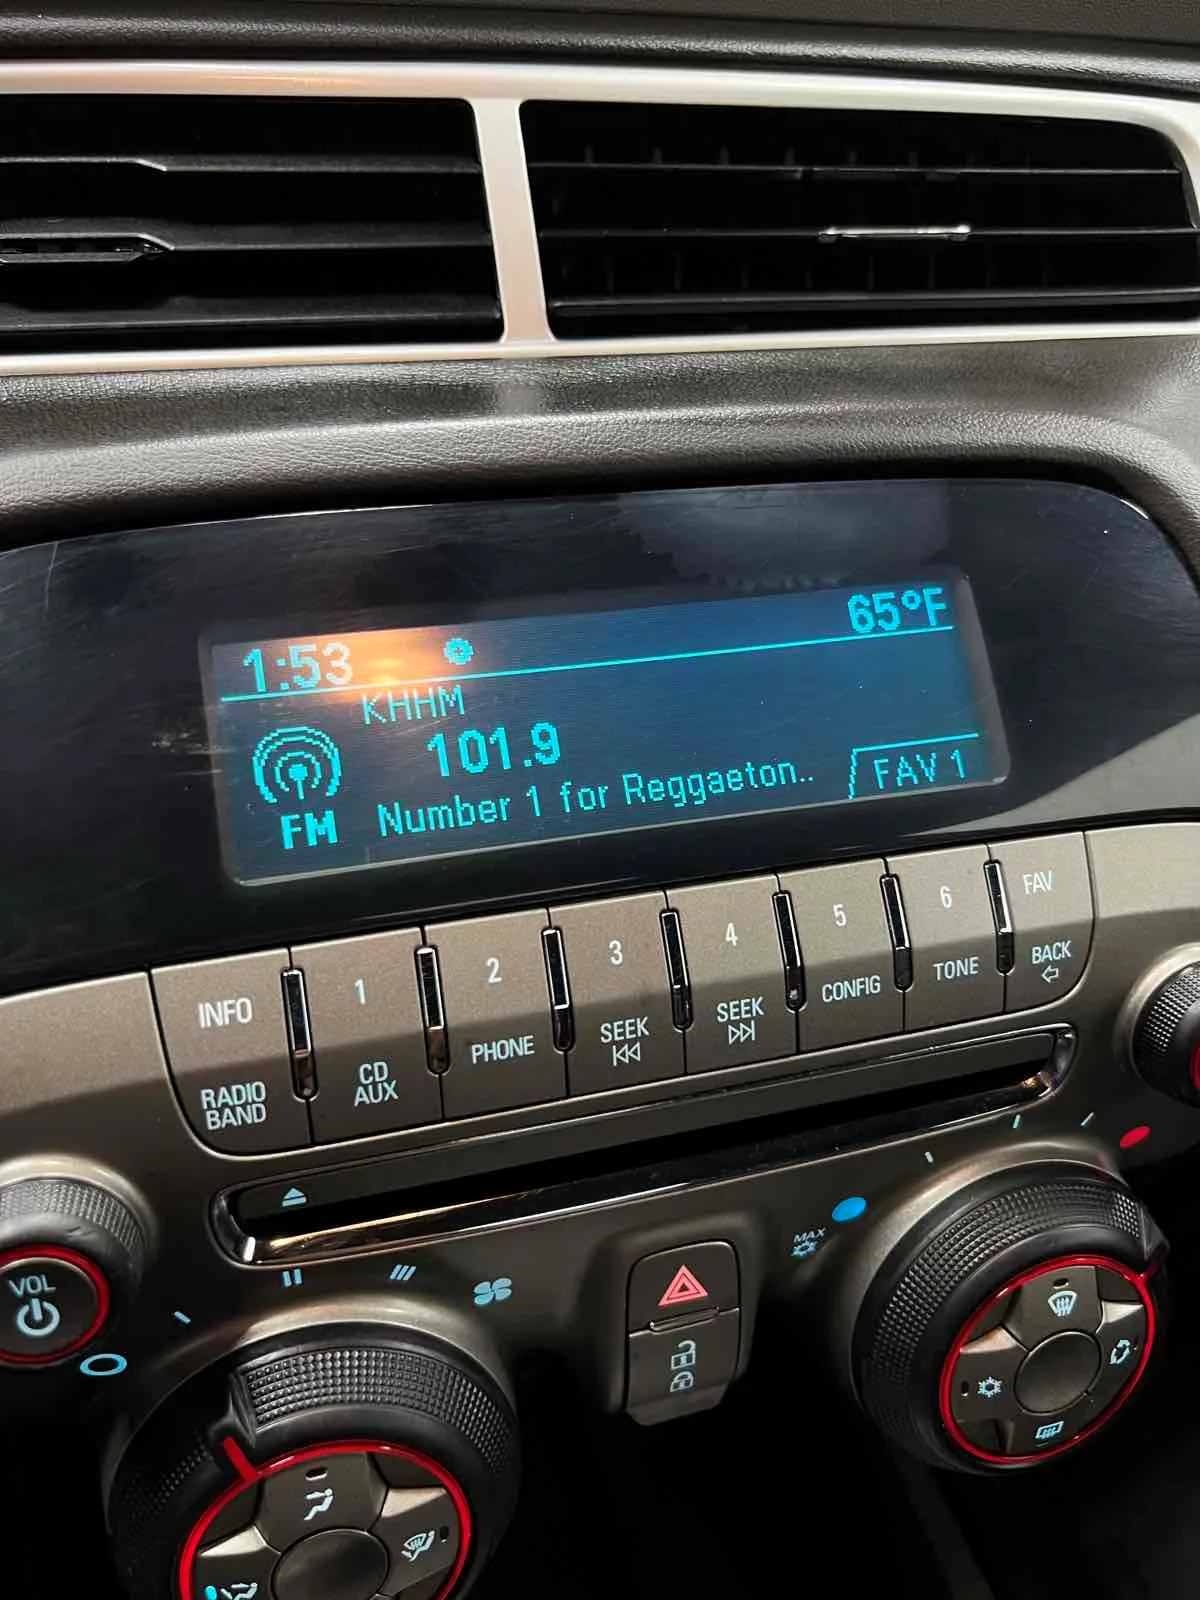 1:53 65°F
KHHM
101.9
FM Number 1 for Reggaeton.. FAV 1
INFO 1 2 3 4 5 6 FAV
RADIO BAND CD AUX PHONE SEEK SEEK CONFIG TONE BACK
VOL
MAX